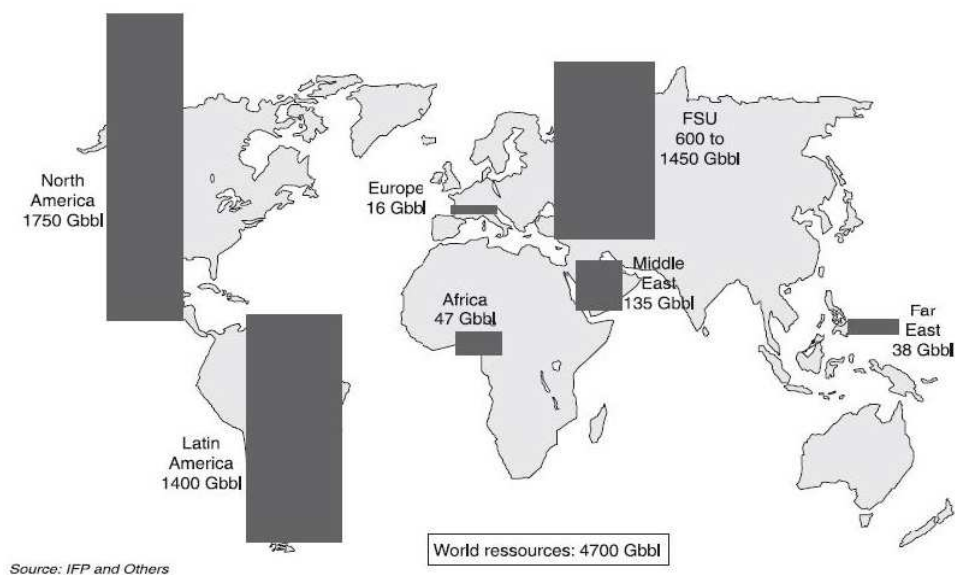 North
America
1750 Gbbl
Europe
16 Gbbl
FSU
600 to
1450 Gbbl
Middle
East
135 Gbbl
Africa
47 Gbbl
Far
East
38 Gbbl
Latin
America
1400 Gbbl
World ressources: 4700 Gbbl
Source: IFP and Others